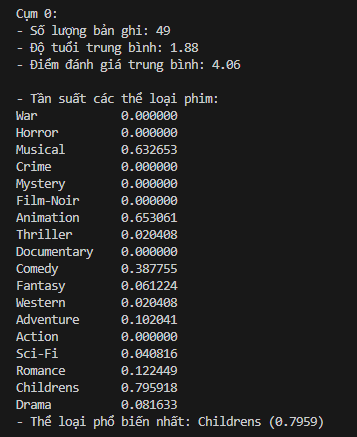 Cụm 0:
- Số lượng bản ghi: 49
- Độ tuổi trung bình: 1.88
- Điểm đánh giá trung bình: 4.06
- Tần suất các thể loại phim:
War 0.000000
Horror 0.000000
Musical 0.632653
Crime 0.000000
Mystery 0.000000
Film-Noir 0.000000
Animation 0.653061
Thriller 0.020408
Documentary 0.000000
Comedy 0.387755
Fantasy 0.061224
Western 0.020408
Adventure 0.102041
Action 0.000000
Sci-Fi 0.040816
Romance 0.122449
Childrens 0.795918
Drama 0.081633
- Thể loại phổ biến nhất: Childrens (0.7959)